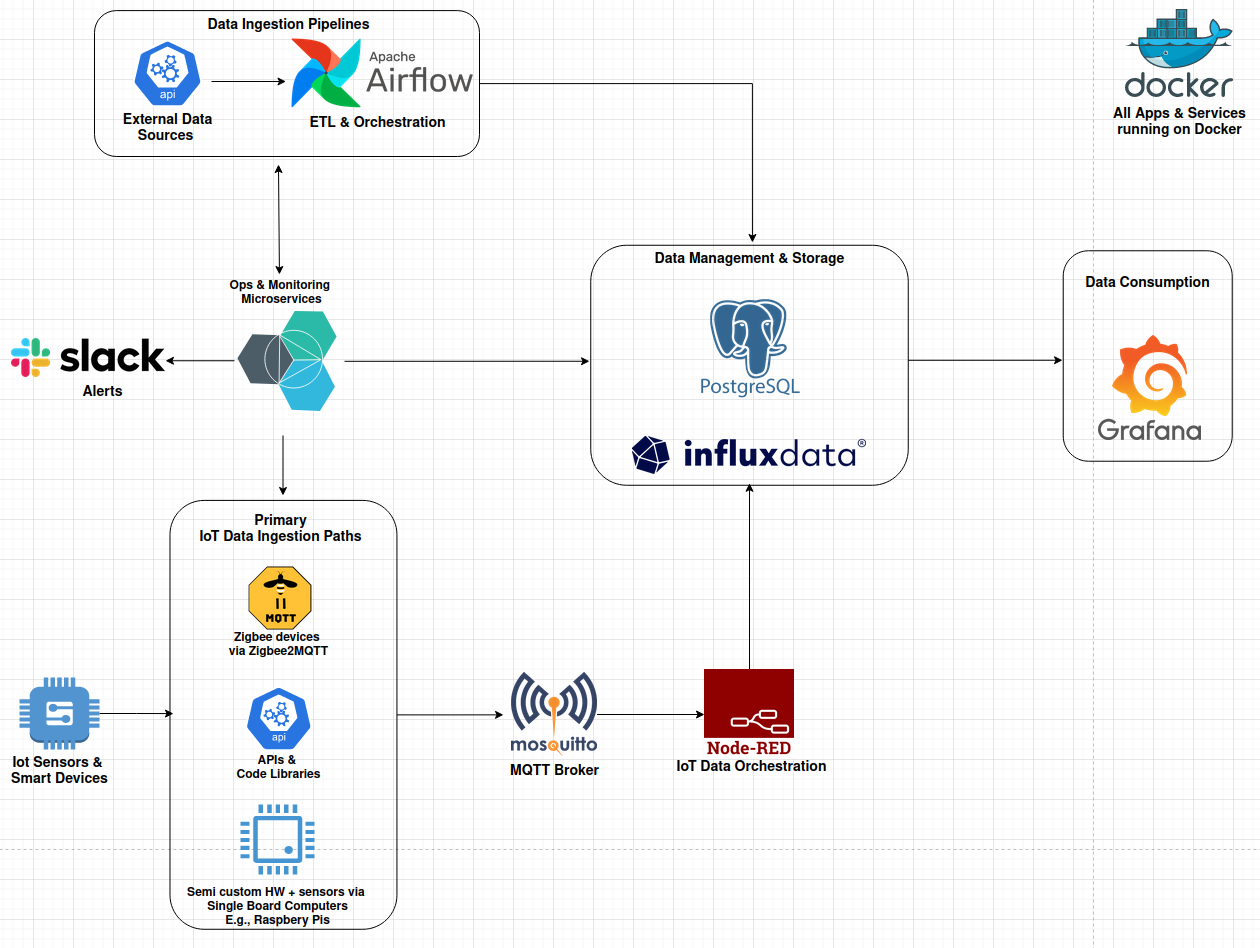 Data Ingestion Pipelines
api
Apache
Airflow
External Data
Sources
ETL & Orchestration
docker
All Apps & Services
running on Docker
Ops & Monitoring
Microservices
slack
Alerts
Data Management & Storage
PostgreSQL
influxdata®
Data Consumption
Grafana
Primary
IoT Data Ingestion Paths
MQTT
Zigbee devices
via Zigbee2MQTT
api
APIs &
Code Libraries
Semi custom HW + sensors via
Single Board Computers
E.g., Raspbery Pis
Iot Sensors &
Smart Devices
mosquitto
MQTT Broker
Node-RED
IoT Data Orchestration